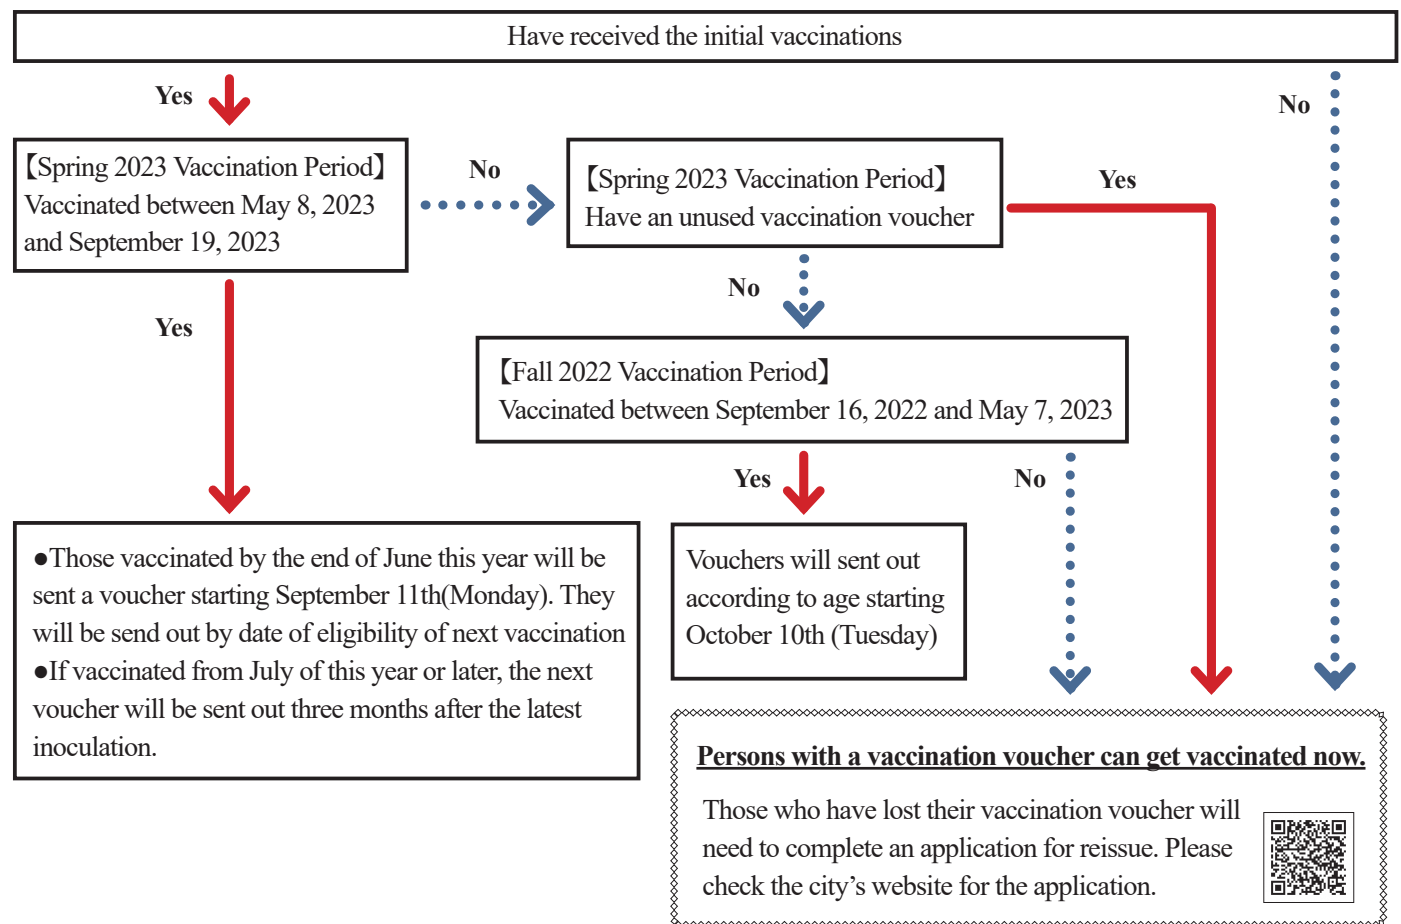 Have received the initial vaccinations
Yes
No
【Spring 2023 Vaccination Period】
Vaccinated between May 8, 2023
and September 19, 2023
No
【Spring 2023 Vaccination Period】
Have an unused vaccination voucher
Yes
Yes
No
【Fall 2022 Vaccination Period】
Vaccinated between September 16, 2022 and May 7, 2023
Yes
No
●Those vaccinated by the end of June this year will be
sent a voucher starting September 11th(Monday). They
will be send out by date of eligibility of next vaccination
●If vaccinated from July of this year or later, the next
voucher will be sent out three months after the latest
inoculation.
Vouchers will sent out
according to age starting
October 10th (Tuesday)
Persons with a vaccination voucher can get vaccinated now.
Those who have lost their vaccination voucher will
need to complete an application for reissue. Please
check the city’s website for the application.